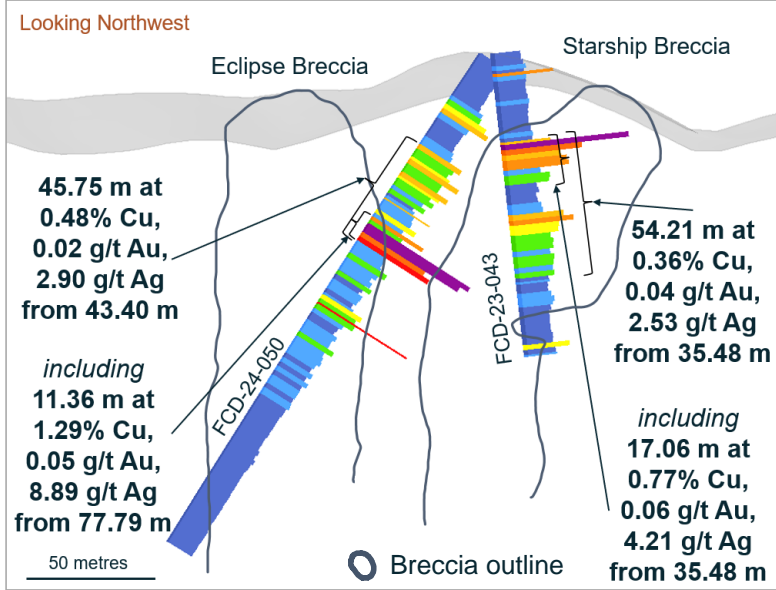 Looking Northwest
Eclipse Breccia
Starship Breccia
45.75 m at
0.48% Cu,
0.02 g/t Au,
2.90 g/t Ag
from 43.40 m
including
11.36 m at
1.29% Cu,
0.05 g/t Au,
8.89 g/t Ag
from 77.79 m
FCD-24-050
FCD-23-043
54.21 m at
0.36% Cu,
0.04 g/t Au,
2.53 g/t Ag
from 35.48 m
including
17.06 m at
0.77% Cu,
0.06 g/t Au,
4.21 g/t Ag
from 35.48 m
50 metres
Breccia outline